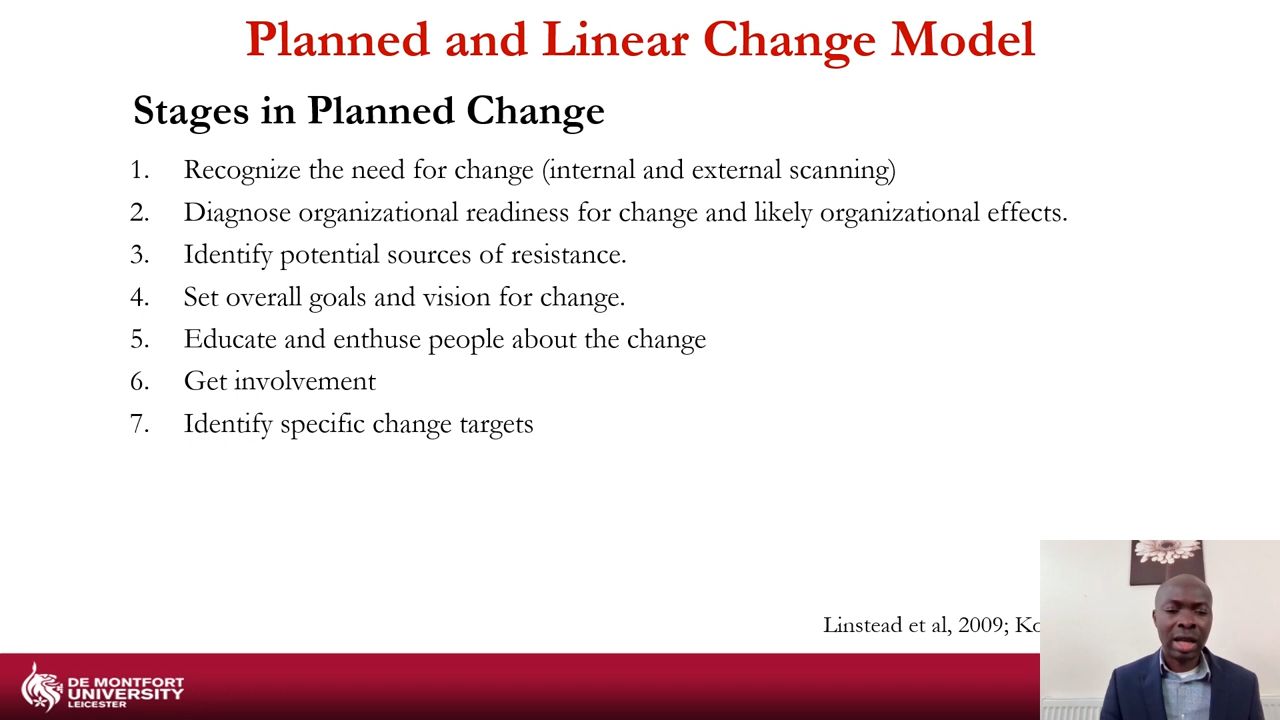 Planned and Linear Change Model
Stages in Planned Change
1. Recognize the need for change (internal and external scanning)
2. Diagnose organizational readiness for change and likely organizational effects.
3. Identify potential sources of resistance.
4. Set overall goals and vision for change.
5. Educate and enthuse people about the change
6. Get involvement
7. Identify specific change targets
Linstead et al, 2009;
DE MONTFORT
UNIVERSITY
LEICESTER